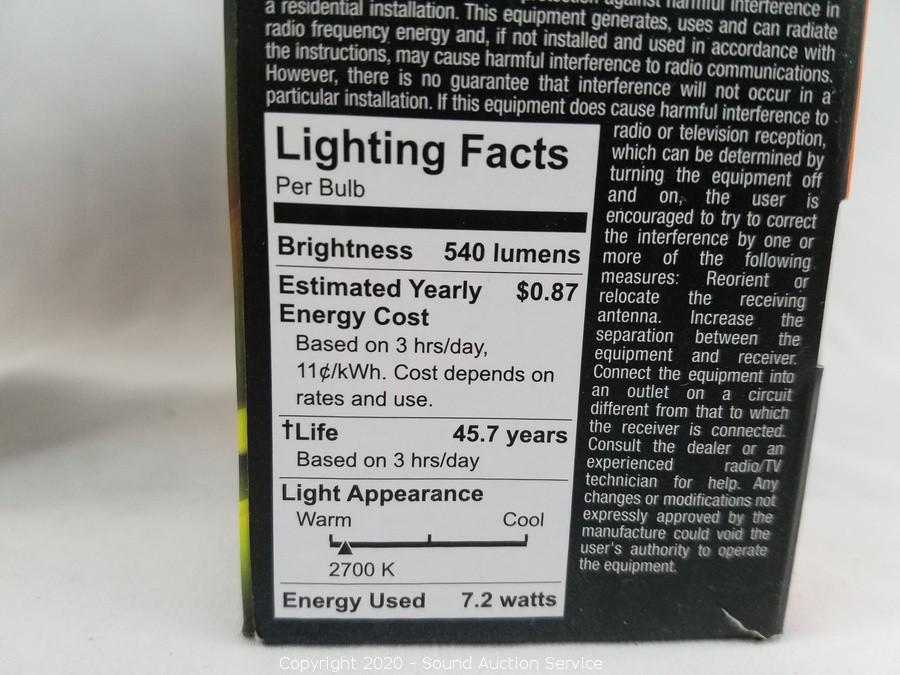 protection against harmful interference in
a residential installation. This equipment generates, uses and can radiate
radio frequency energy and, if not installed and used in accordance with
the instructions, may cause harmful interference to radio communications.
However, there is no guarantee that interference will not occur in a
particular installation. If this equipment does cause harmful interference to
radio or television reception,
which can be determined by
turning the equipment off
and on, the user is
encouraged to try to correct
the interference by one or
more of the following
measures: Reorient or
relocate the receiving
antenna. Increase the
separation between the
equipment and receiver.
Connect the equipment into
an outlet on a circuit
different from that to which
the receiver is connected.
Consult the dealer or an
experienced radio/TV
technician for help. Any
changes or modifications not
expressly approved by the
manufacture could void the
user's authority to operate
the equipment.
Lighting Facts
Per Bulb
Brightness 540 lumens
Estimated Yearly $0.87
Energy Cost
Based on 3 hrs/day,
11¢/kWh. Cost depends on
rates and use.
†Life 45.7 years
Based on 3 hrs/day
Light Appearance
Warm Cool
2700 K
Energy Used 7.2 watts
Copyright 2020 - Sound Auction Service